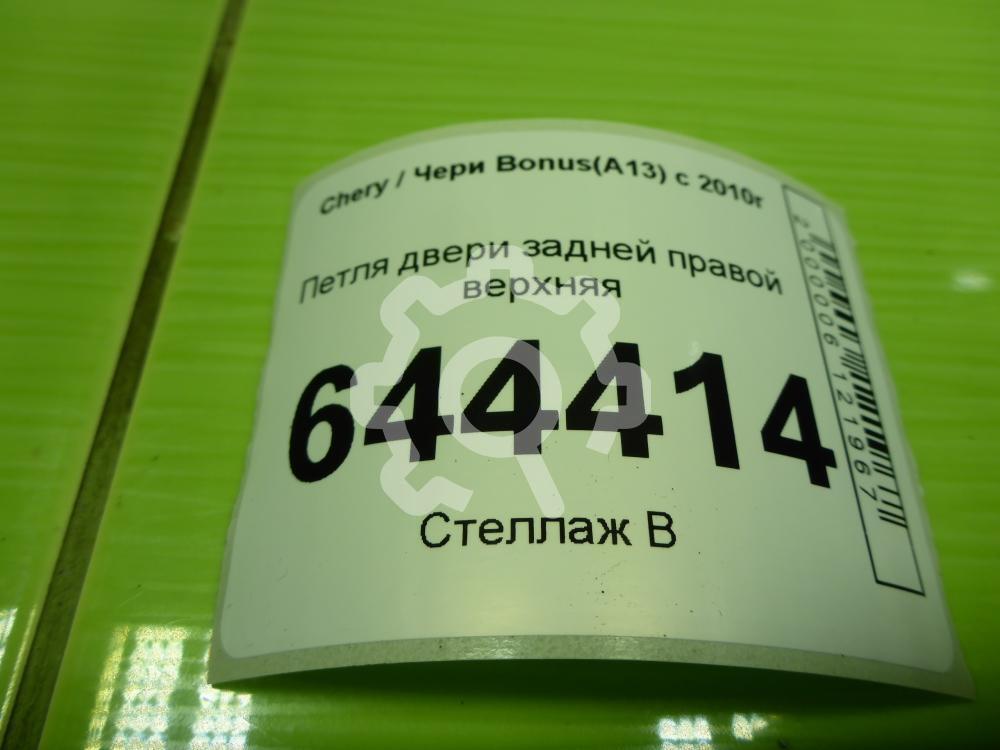 Chery / Чери Bonus(A13) с 2010г
Петля двери задней правой
верхняя
644414
Стеллаж В
2000006121967